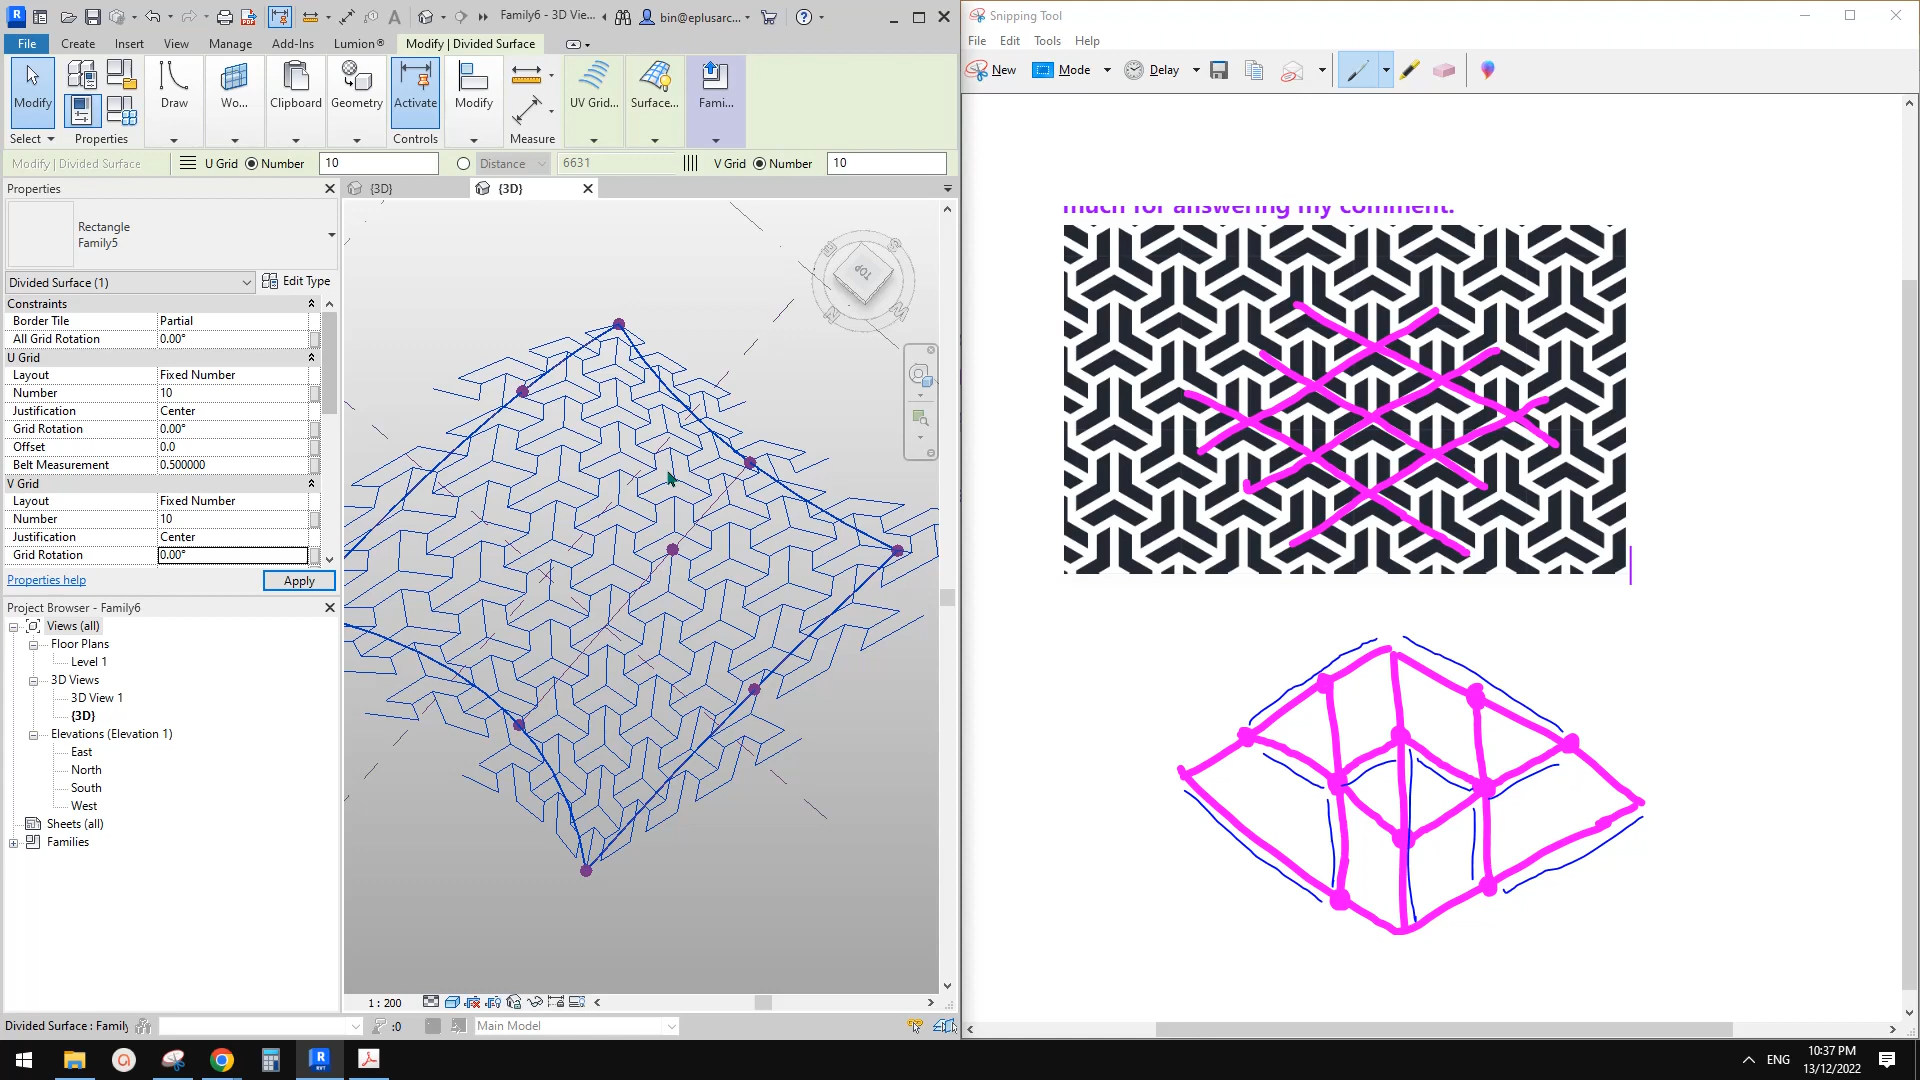 Family6 - 3D Vie...
bin@eplusarc...
File Create Insert View Manage Add-Ins Lumion® Modify | Divided Surface
Modify Draw Wo... Clipboard Geometry Activate Modify UV Grid... Surface... Fami...
Select Properties Controls Measure
Modify | Divided Surface U Grid Number 10 Distance 6631 V Grid Number 10
Properties
{3D} {3D}
Rectangle
Family5
TOP
Divided Surface (1) Edit Type
Constraints
Border Tile Partial
All Grid Rotation 0.00°
U Grid
Layout Fixed Number
Number 10
Justification Center
Grid Rotation 0.00°
Offset 0.0
Belt Measurement 0.500000
V Grid
Layout Fixed Number
Number 10
Justification Center
Grid Rotation 0.00°
Properties help Apply
Project Browser - Family6
Views (all)
Floor Plans
Level 1
3D Views
3D View 1
{3D}
Elevations (Elevation 1)
East
North
South
West
Sheets (all)
Families
1 : 200
Divided Surface : Family :0 Main Model
Snipping Tool
File Edit Tools Help
New Mode Delay
much for answering my comment.
ENG
10:37 PM
13/12/2022